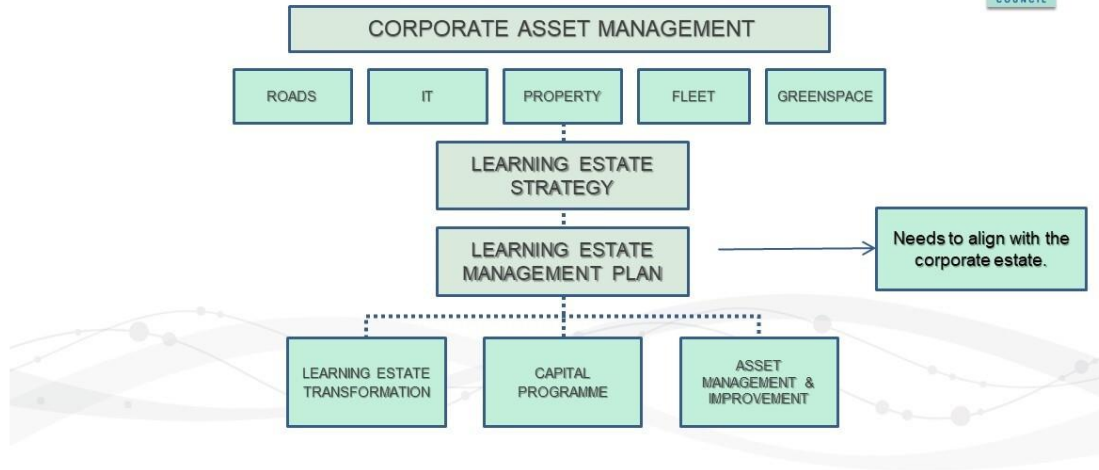 COUNCIL
CORPORATE ASSET MANAGEMENT
ROADS
IT
PROPERTY
FLEET
GREENSPACE
LEARNING ESTATE
STRATEGY
LEARNING ESTATE
MANAGEMENT PLAN
Needs to align with the
corporate estate.
LEARNING ESTATE
TRANSFORMATION
CAPITAL
PROGRAMME
ASSET
MANAGEMENT &
IMPROVEMENT